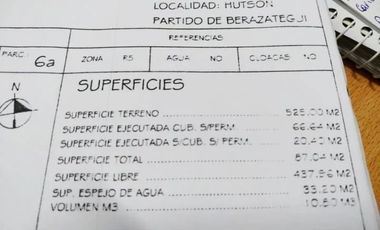 LOCALIDAD: HUTSON
PARTIDO DE BERAZATEGUI
REFERENCIAS
PARC: 6a ZONA R5 AGUA NO CLOACAS NO
N
SUPERFICIES
SUPERFICIE TERRENO 525.00 M2
SUPERFICIE EJECUTADA CUB. S/PERM 66.64 M2
SUPERFICIE EJECUTADA S/CUB. S/ PERM. 20.40 M2
SUPERFICIE TOTAL 87.04 M2
SUPERFICIE LIBRE 437.96 M2
SUP. ESPEJO DE AGUA 33.20 M2
VOLUMEN M3 M3